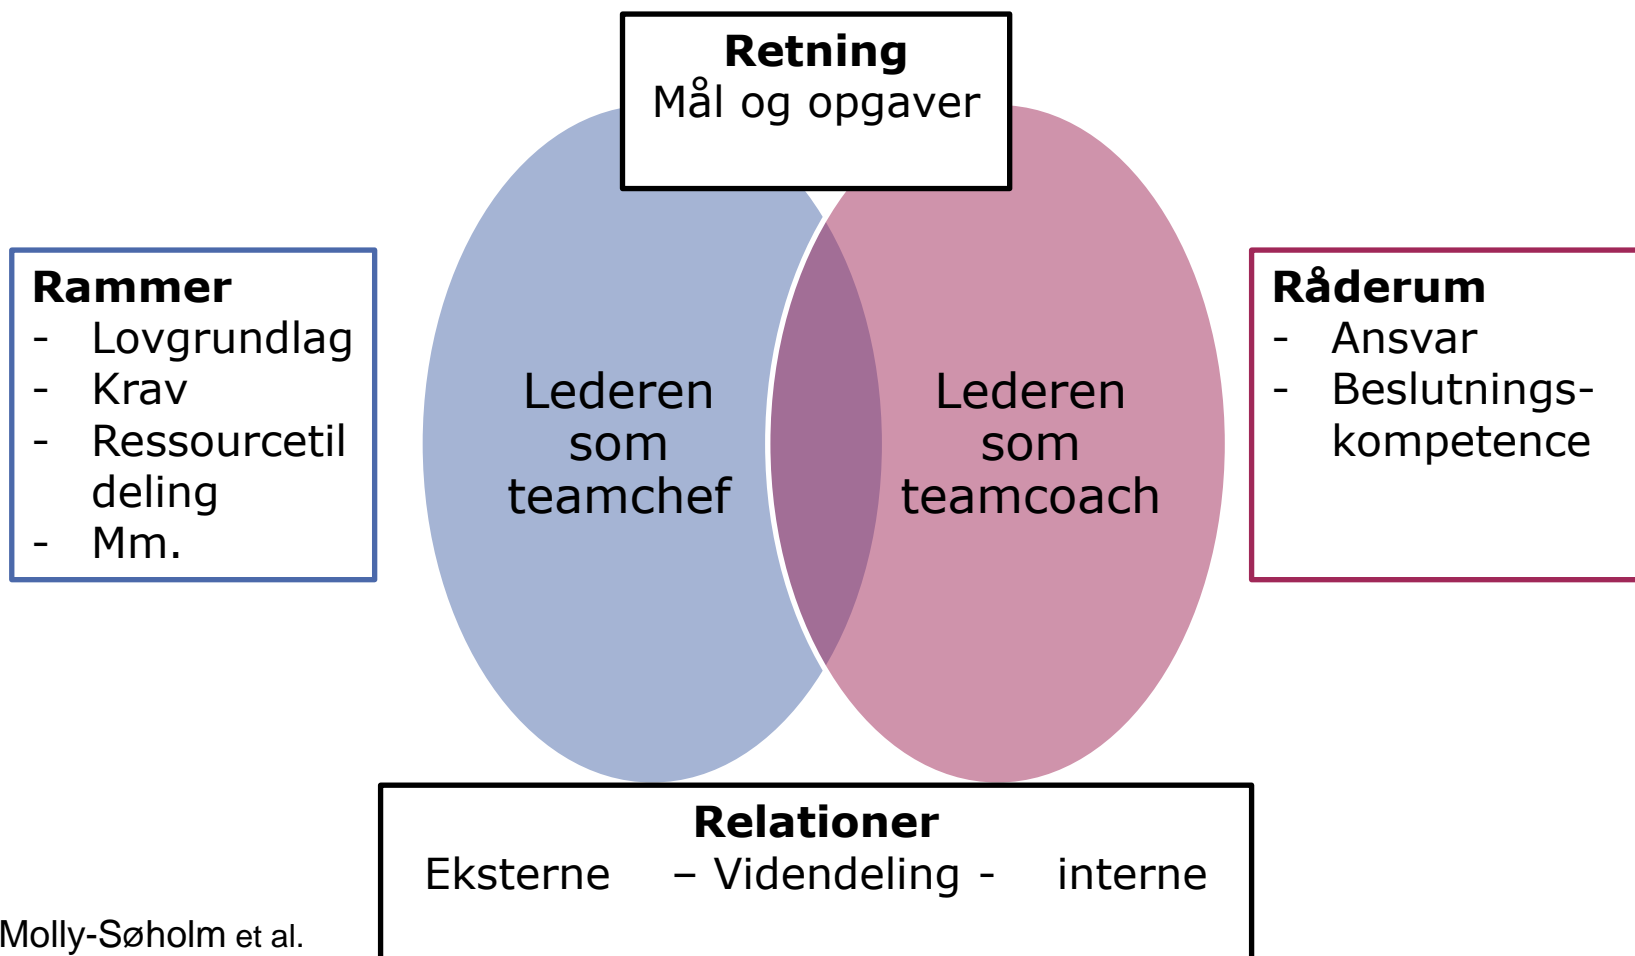 Retning
Mål og opgaver
Rammer
- Lovgrundlag
- Krav
- Ressourcetil
deling
- Mm.
Lederen
som
teamchef
Lederen
som
teamcoach
Råderum
- Ansvar
- Beslutnings-
kompetence
Relationer
Eksterne – Videndeling - interne
Molly-Søholm et al.